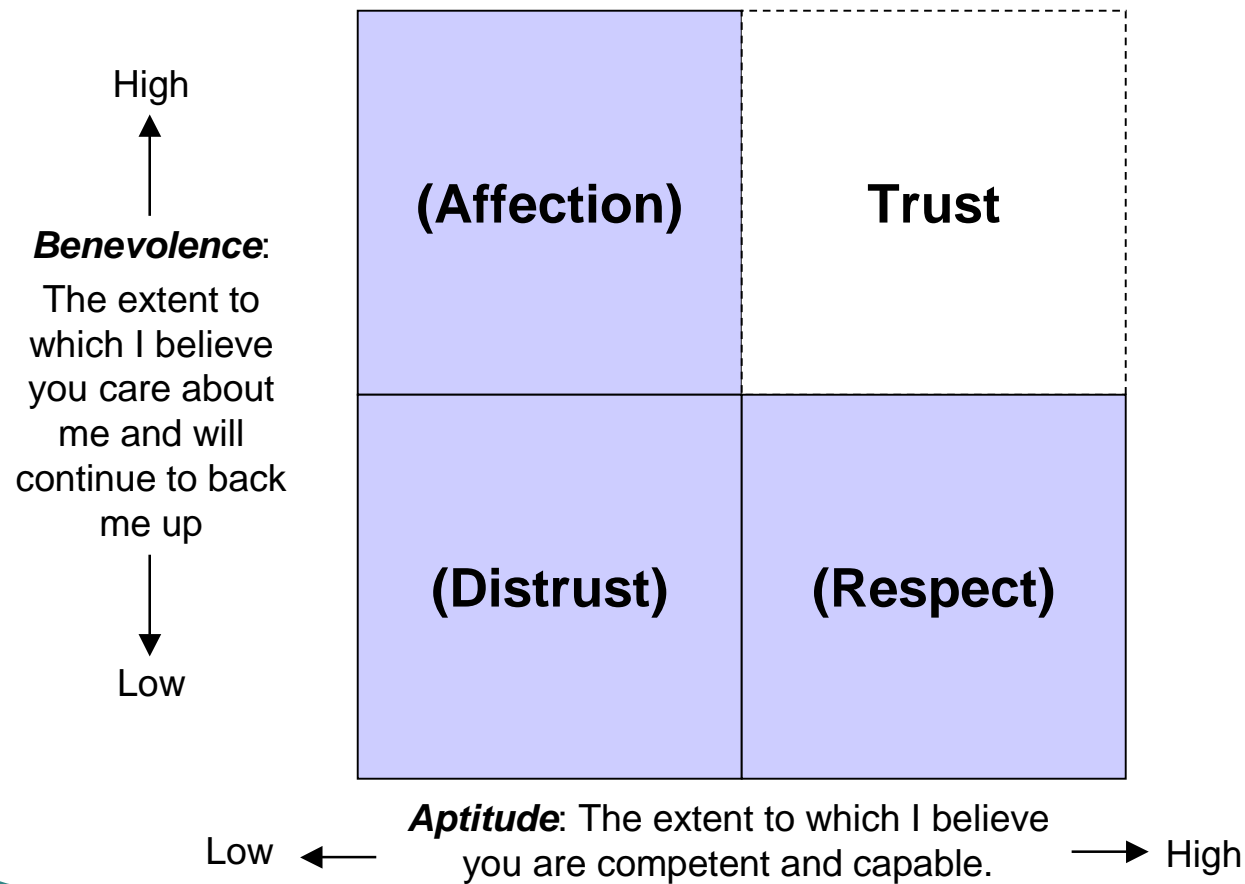 High
Benevolence:
The extent to
which I believe
you care about
me and will
continue to back
me up
Low
(Affection)
Trust
(Distrust)
(Respect)
Low
Aptitude: The extent to which I believe
you are competent and capable.
High